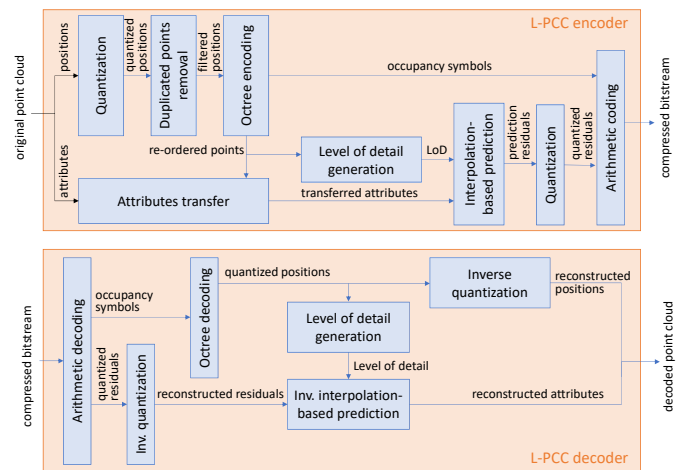 L-PCC encoder
original point cloud
positions
attributes
Quantization
quantized
positions
Duplicated points
removal
filtered
positions
Octree encoding
occupancy symbols
re-ordered points
Level of detail
generation
LoD
Attributes transfer
transferred attributes
Interpolation-
based prediction
prediction
residuals
Quantization
quantized
residuals
Arithmetic coding
compressed bitstream
compressed bitstream
Arithmetic decoding
occupancy
symbols
quantized
residuals
Inv. quantization
Octree decoding
quantized positions
Level of detail
generation
Level of detail
reconstructed residuals
Inv. interpolation-
based prediction
Inverse
quantization
reconstructed
positions
reconstructed attributes
decoded point cloud
L-PCC decoder